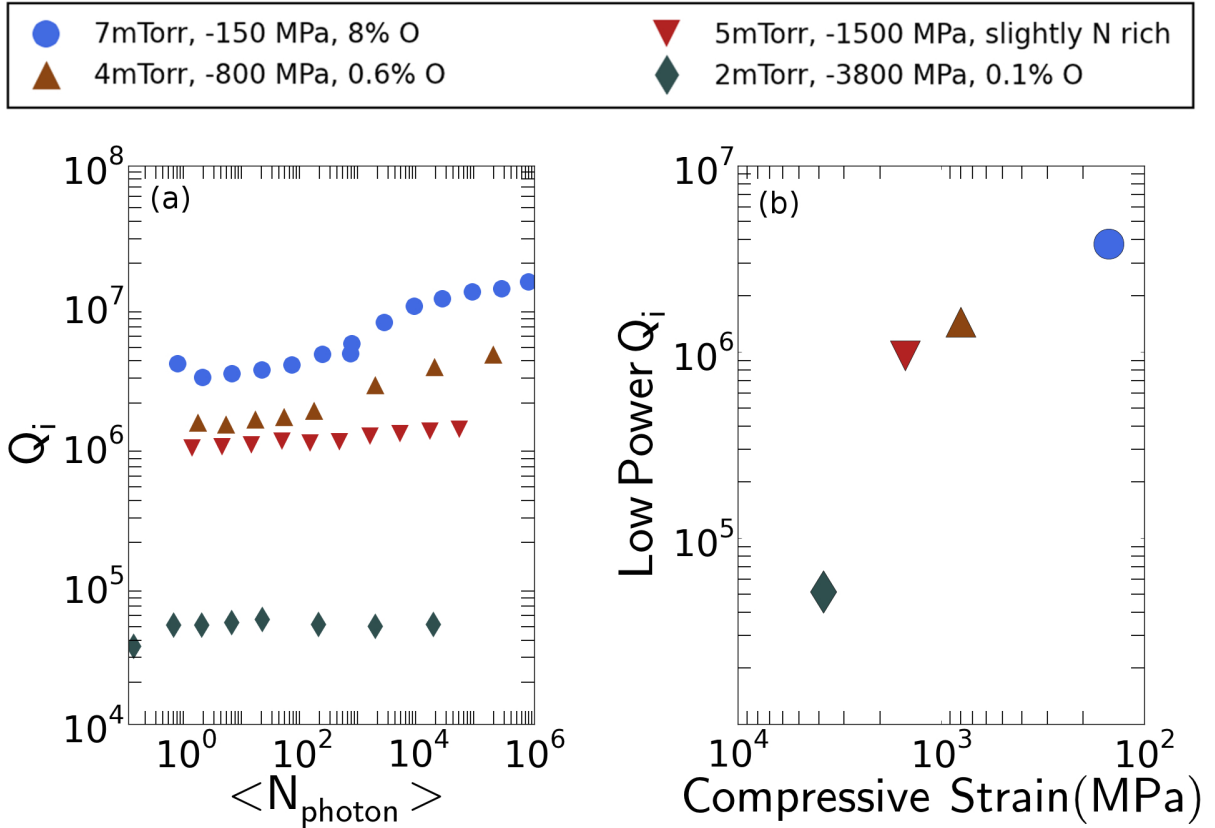 7mTorr, -150 MPa, 8% O
4mTorr, -800 MPa, 0.6% O
5mTorr, -1500 MPa, slightly N rich
2mTorr, -3800 MPa, 0.1% O
(a)
10^8
10^7
10^6
10^5
10^4
Q_i
10^0 10^2 10^4 10^6
<N_photon>
(b)
10^7
10^6
10^5
Low Power Q_i
10^4 10^3 10^2
Compressive Strain(MPa)